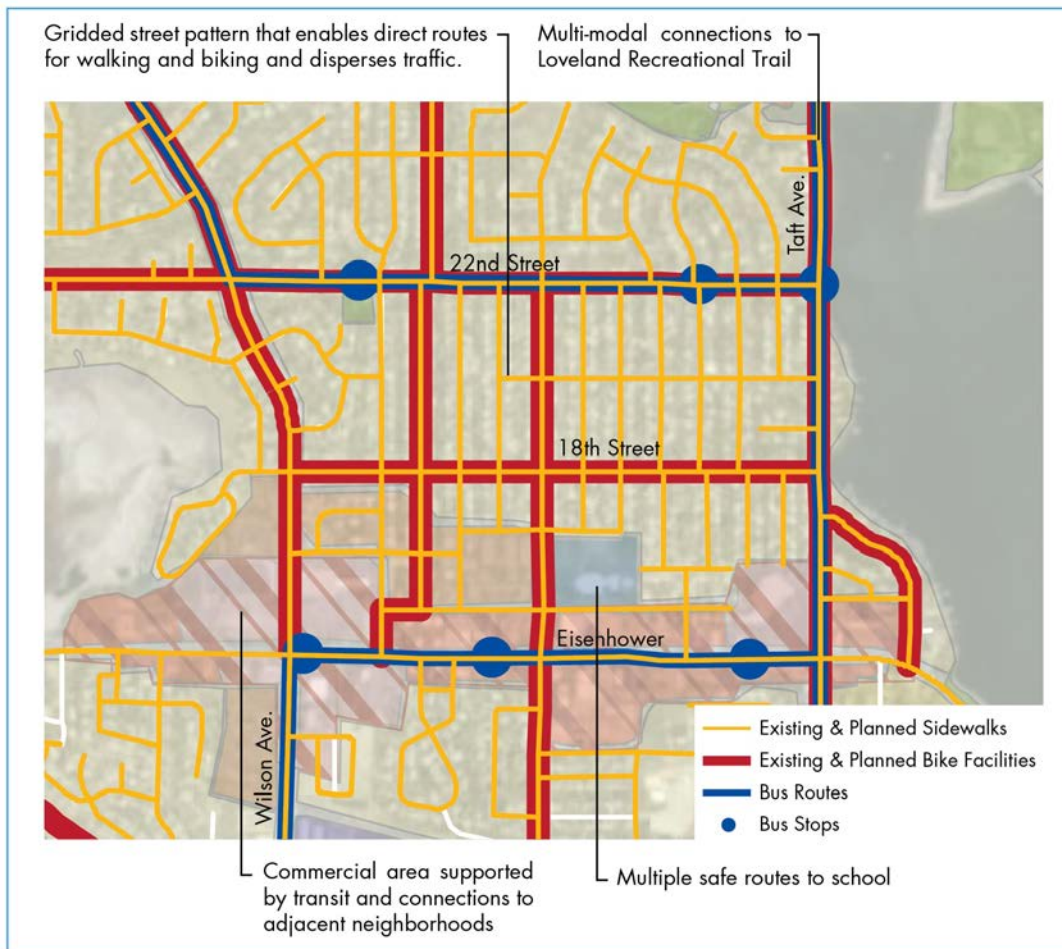 Gridded street pattern that enables direct routes
for walking and biking and disperses traffic.
Multi-modal connections to
Loveland Recreational Trail
Taft Ave.
22nd Street
18th Street
Eisenhower
Wilson Ave.
Existing & Planned Sidewalks
Existing & Planned Bike Facilities
Bus Routes
Bus Stops
Commercial area supported
by transit and connections to
adjacent neighborhoods
Multiple safe routes to school